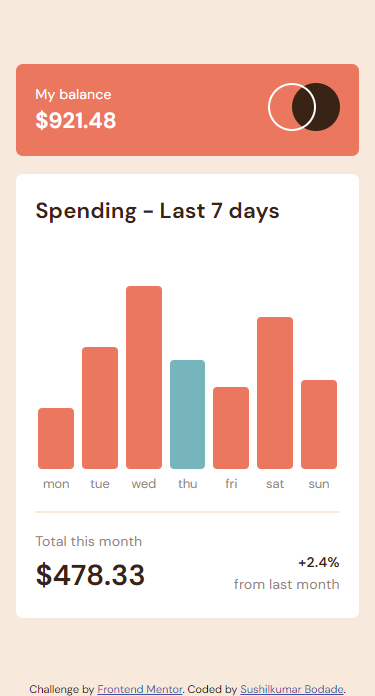 My balance
$921.48
Spending - Last 7 days
mon tue wed thu fri sat sun
Total this month
$478.33
+2.4%
from last month
Challenge by Frontend Mentor. Coded by Sushilkumar Bodade.